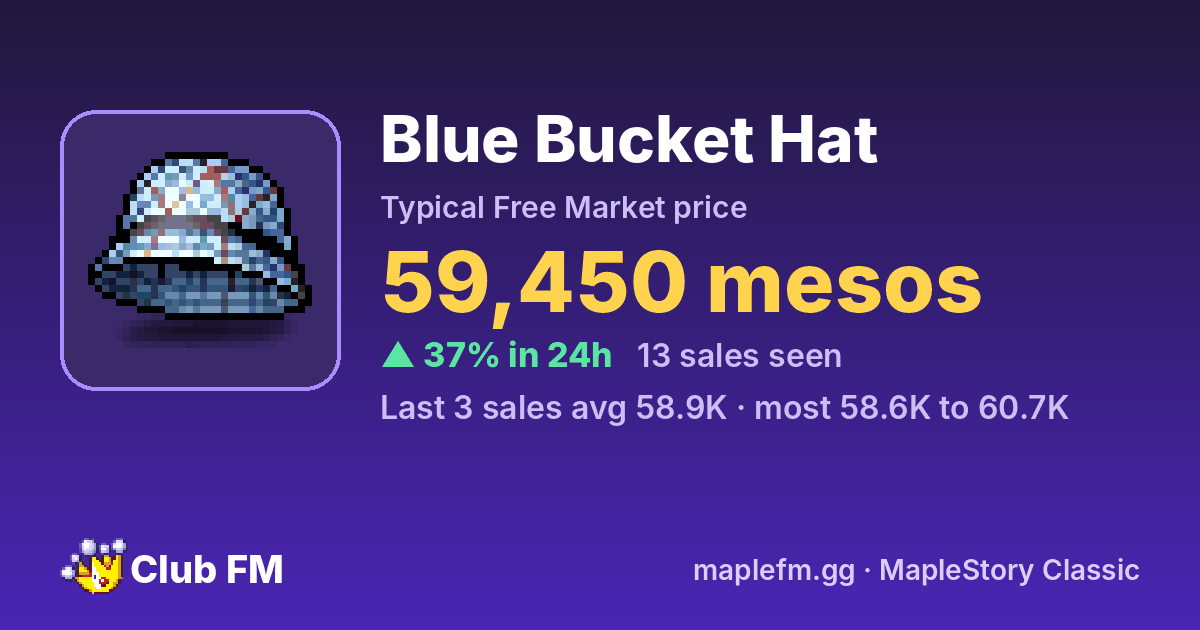 Blue Bucket Hat
Typical Free Market price
59,450 mesos
▲ 37% in 24h 13 sales seen
Last 3 sales avg 58.9K · most 58.6K to 60.7K
Club FM
maplefm.gg · MapleStory Classic